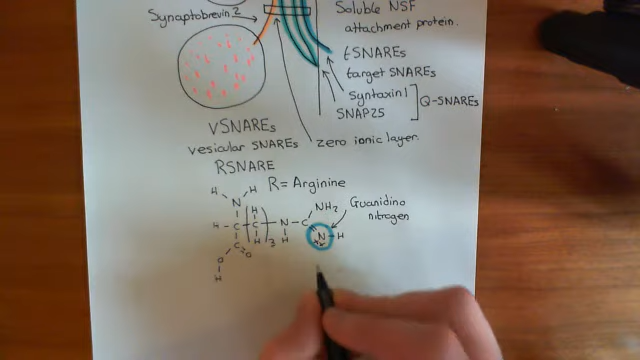 Synaptobrevin 2
Soluble NSF
attachment protein.
tSNAREs
target SNAREs
Syntaxin 1
SNAP25
Q-SNAREs
vSNAREs
vesicular SNAREs
zero ionic layer.
RSNARE
R = Arginine
H H
N
H - C - ( C ) 3 - N - C
H
H
H
NH2
N - H
C O
O
H
Guanidino
nitrogen